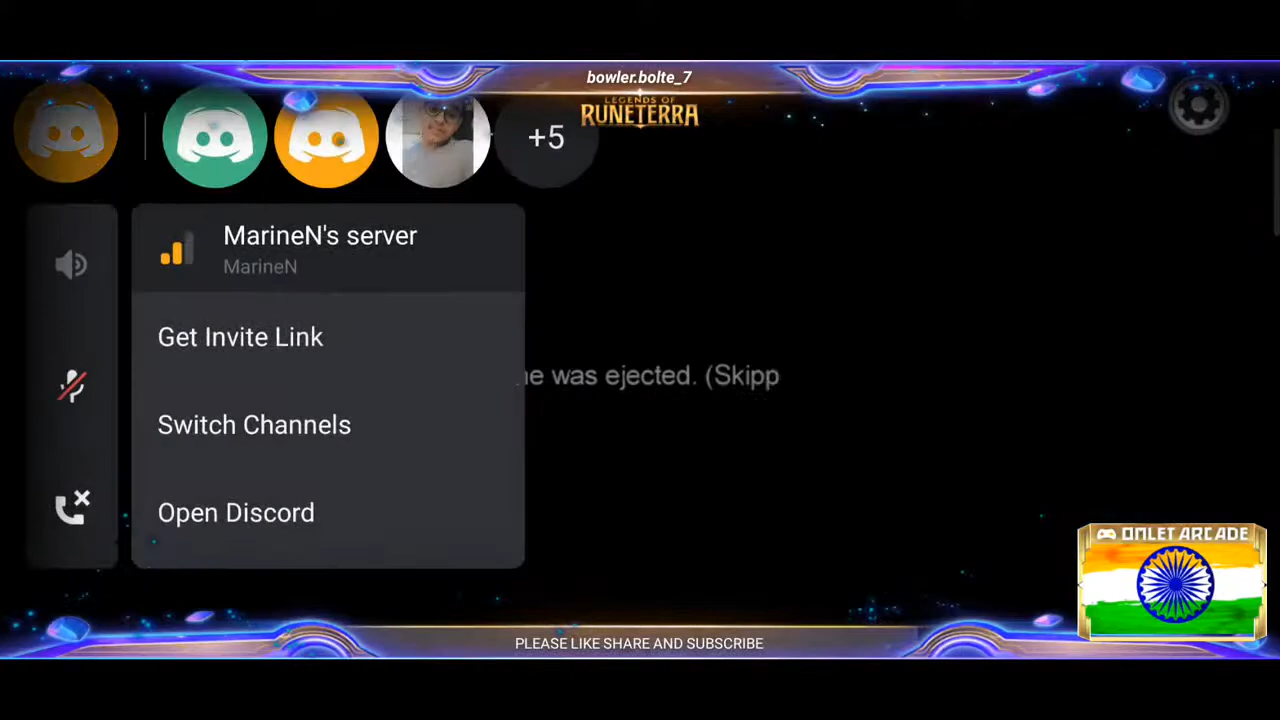 bowler.bolte_7
LEGENDS OF
RUNETERRA
+5
MarineN's server
MarineN
Get Invite Link
was ejected. (Skipp
Switch Channels
Open Discord
OMLET ARCADE
PLEASE LIKE SHARE AND SUBSCRIBE